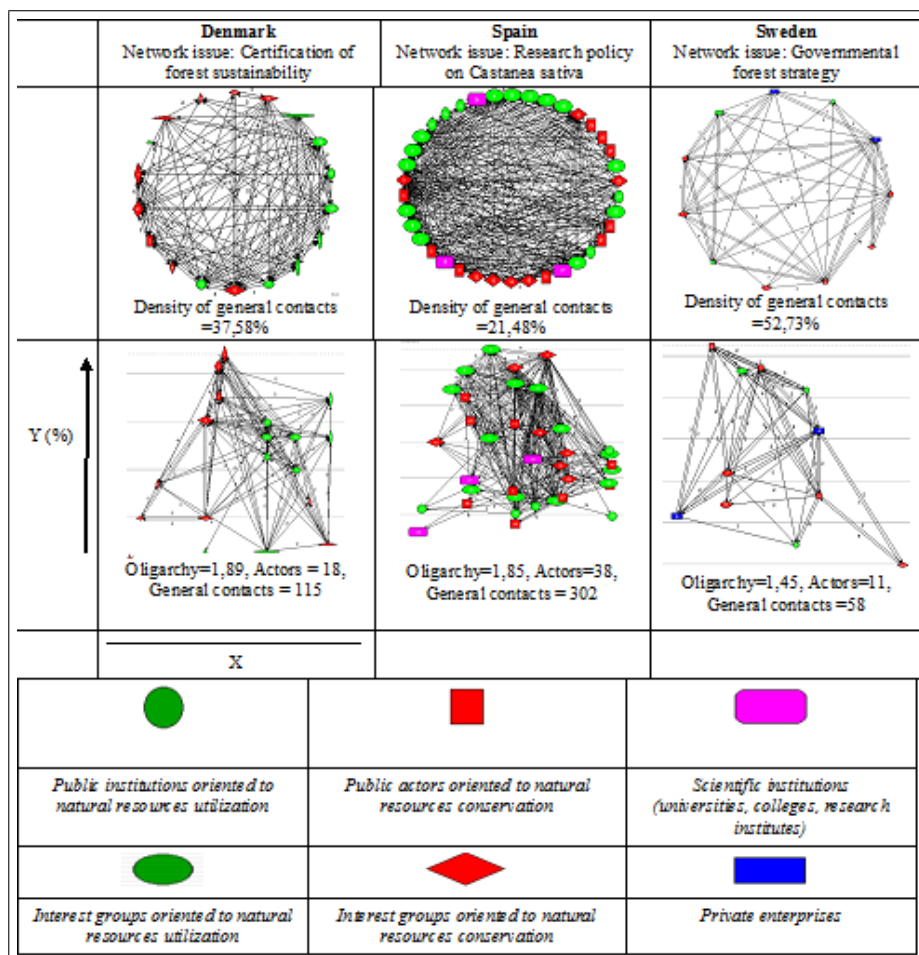 Denmark
Network issue: Certification of
forest sustainability
Spain
Network issue: Research policy
on Castanea sativa
Sweden
Network issue: Governmental
forest strategy
Density of general contacts
=37,58%
Density of general contacts
=21,48%
Density of general contacts
=52,73%
Y (%)
Oligarchy=1,89, Actors = 18,
General contacts = 115
Oligarchy=1,85, Actors=38,
General contacts = 302
Oligarchy=1,45, Actors=11,
General contacts =58
X
Public institutions oriented to
natural resources utilization
Public actors oriented to natural
resources conservation
Scientific institutions
(universities, colleges, research
institutes)
Interest groups oriented to natural
resources utilization
Interest groups oriented to natural
resources conservation
Private enterprises